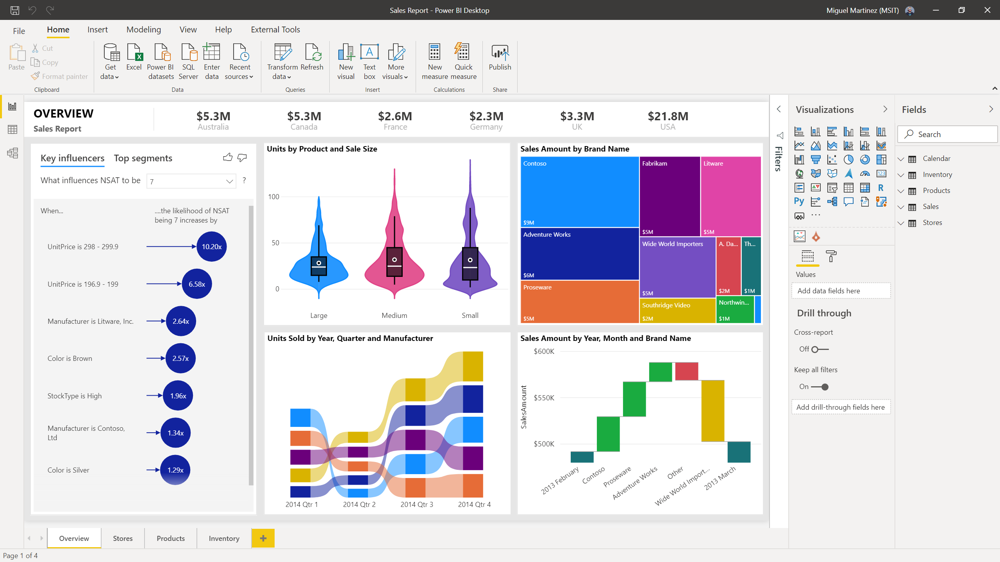 Sales Report - Power BI Desktop
Miguel Martinez (MSIT)
File
Home
Insert
Modeling
View
Help
External Tools
Paste
Cut
Copy
Format painter
Clipboard
Get
data
Excel
Power BI
datasets
SQL
Server
Enter
data
Recent
sources
Data
Transform
data
Refresh
Queries
New
visual
Text
box
More
visuals
Insert
New
measure
Quick
measure
Calculations
Publish
Share
OVERVIEW
Sales Report
$5.3M
Australia
$5.3M
Canada
$2.6M
France
$2.3M
Germany
$3.3M
UK
$21.8M
USA
Key influencers
Top segments
What influences NSAT to be
7
?
When...
....the likelihood of NSAT
being 7 increases by
UnitPrice is 298 - 299.9
10.20x
UnitPrice is 196.9 - 199
6.58x
Manufacturer is Litware, Inc.
2.64x
Color is Brown
2.57x
StockType is High
1.96x
Manufacturer is Contoso,
Ltd
1.34x
Color is Silver
1.29x
Units by Product and Sale Size
100
50
0
Large
Medium
Small
Sales Amount by Brand Name
Contoso
$9M
Adventure Works
$6M
Proseware
$5M
Fabrikam
$5M
Litware
$5M
Wide World Importers
$5M
A. Da...
$2M
Th...
$1M
Southridge Video
$2M
Northwin...
$1M
Units Sold by Year, Quarter and Manufacturer
2014 Qtr 1
2014 Qtr 2
2014 Qtr 3
2014 Qtr 4
Sales Amount by Year, Month and Brand Name
SalesAmount
$600K
$550K
$500K
2013 February
Contoso
Proseware
Adventure Works
Other
Wide World Import...
2013 March
Filters
Visualizations
123
R
Py
...
Values
Add data fields here
Drill through
Cross-report
Off
Keep all filters
On
Add drill-through fields here
Fields
Search
Calendar
Inventory
Products
Sales
Stores
Overview
Stores
Products
Inventory
+
Page 1 of 4